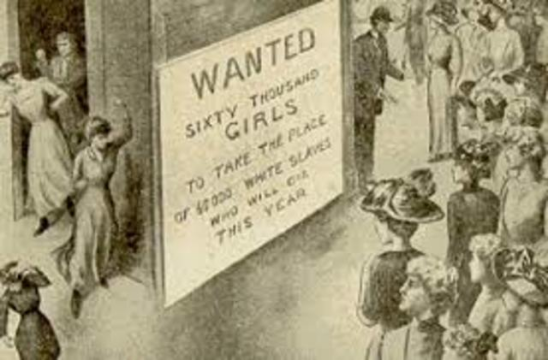 WANTED
SIXTY THOUSAND
GIRLS
TO TAKE THE PLACE
OF 60 000 WHITE SLAVES
WHO WILL DIE
THIS YEAR